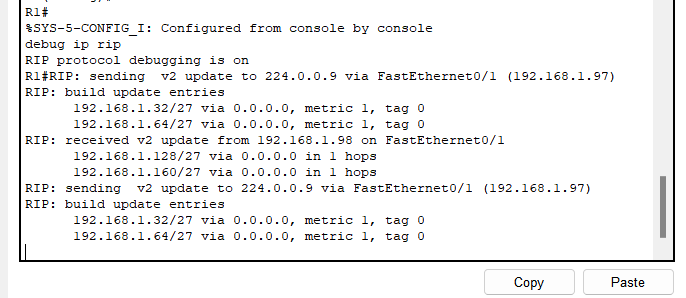 R1#
%SYS-5-CONFIG_I: Configured from console by console
debug ip rip
RIP protocol debugging is on
R1#RIP: sending  v2 update to 224.0.0.9 via FastEthernet0/1 (192.168.1.97)
RIP: build update entries
      192.168.1.32/27 via 0.0.0.0, metric 1, tag 0
      192.168.1.64/27 via 0.0.0.0, metric 1, tag 0
RIP: received v2 update from 192.168.1.98 on FastEthernet0/1
      192.168.1.128/27 via 0.0.0.0 in 1 hops
      192.168.1.160/27 via 0.0.0.0 in 1 hops
RIP: sending  v2 update to 224.0.0.9 via FastEthernet0/1 (192.168.1.97)
RIP: build update entries
      192.168.1.32/27 via 0.0.0.0, metric 1, tag 0
      192.168.1.64/27 via 0.0.0.0, metric 1, tag 0
Copy Paste